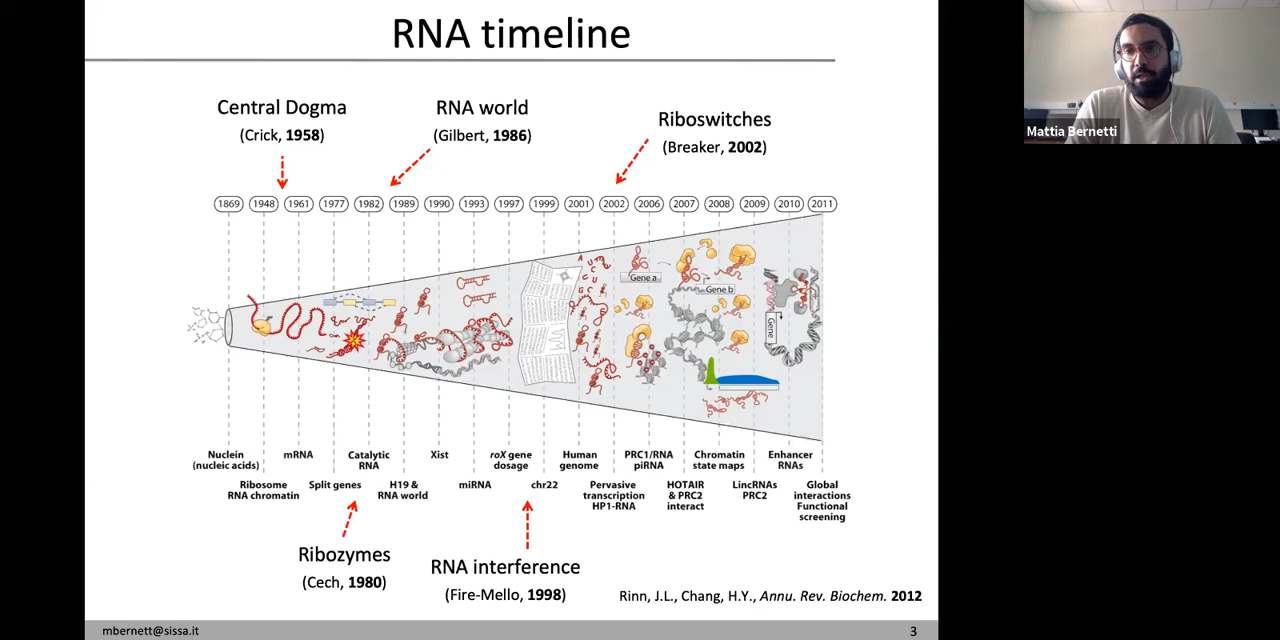 RNA timeline
Mattia Bernetti
Central Dogma
(Crick, 1958)
RNA world
(Gilbert, 1986)
Riboswitches
(Breaker, 2002)
1869 1948 1961 1977 1982 1989 1990 1993 1997 1999 2001 2002 2006 2007 2008 2009 2010 2011
Gene a
Gene b
Gene
Nuclein
(nucleic acids)
Ribosome
RNA chromatin
mRNA
Split genes
Catalytic
RNA
H19 &
RNA world
Xist
miRNA
roX gene
dosage
chr22
Human
genome
Pervasive
transcription
HP1-RNA
PRC1/RNA
piRNA
HOTAIR
& PRC2
interact
Chromatin
state maps
LincRNAs
PRC2
Enhancer
RNAs
Global
interactions
Functional
screening
Ribozymes
(Cech, 1980)
RNA interference
(Fire-Mello, 1998)
Rinn, J.L., Chang, H.Y., Annu. Rev. Biochem. 2012
mbernett@sissa.it
3